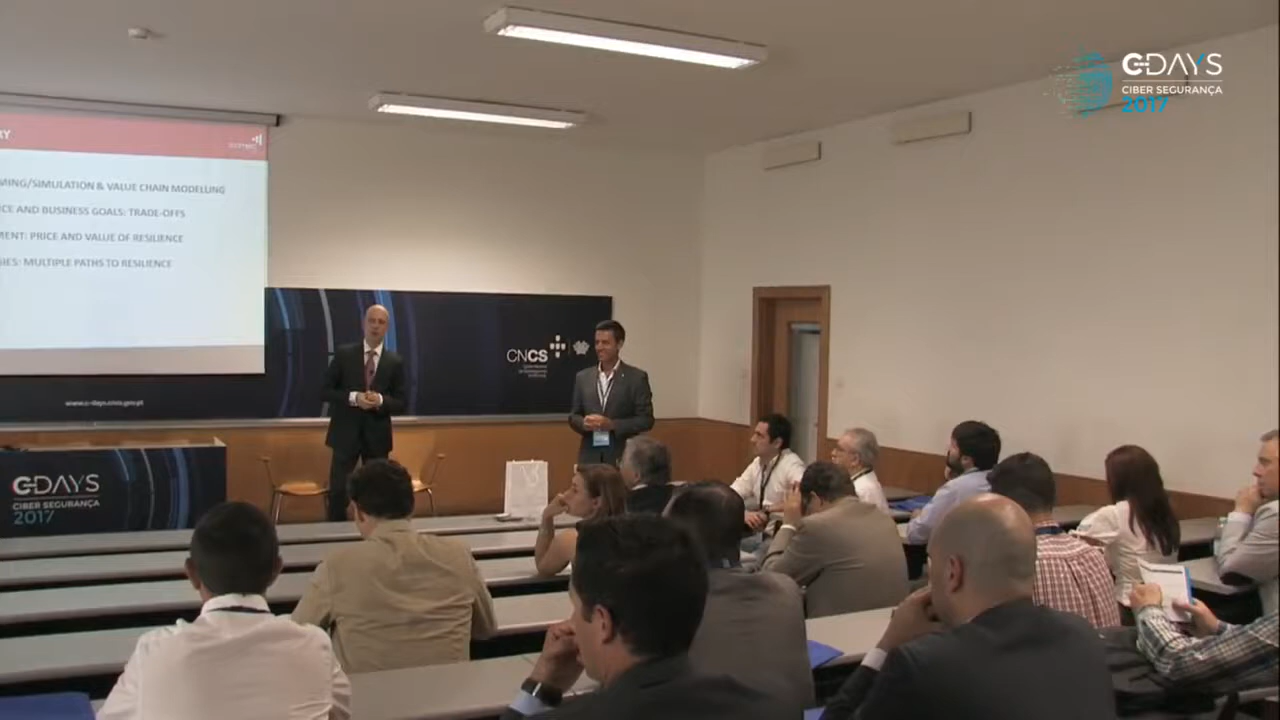 C-DAYS
CIBER SEGURANÇA
2017
MING/SIMULATION & VALUE CHAIN MODELLING
CE AND BUSINESS GOALS: TRADE-OFFS
MENT: PRICE AND VALUE OF RESILIENCE
IES: MULTIPLE PATHS TO RESILIENCE
CNCS
www.c-days.cncs.gov.pt
C-DAYS
CIBER SEGURANÇA
2017